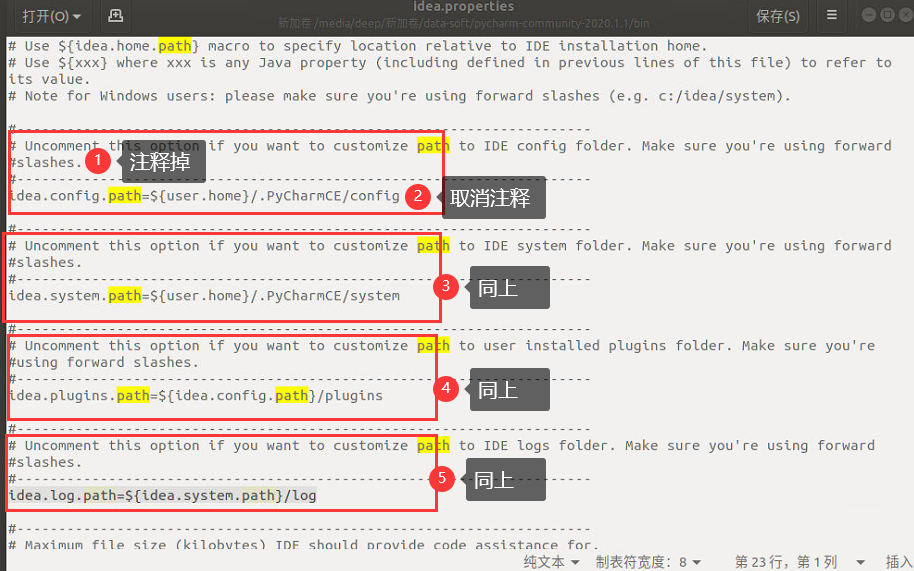 idea.properties
打开(O)
新加卷 /media/deep/新加卷/data-soft/pycharm-community-2020.1.1/bin
保存(S)
# Use ${idea.home.path} macro to specify location relative to IDE installation home.
# Use ${xxx} where xxx is any Java property (including defined in previous lines of this file) to refer to
its value.
# Note for Windows users: please make sure you're using forward slashes (e.g. c:/idea/system).
#---------------------------------------------------------------------
# Uncomment this option if you want to customize path to IDE config folder. Make sure you're using forward
#slashes. 1 注释掉
#---------------------------------------------------------------------
idea.config.path=${user.home}/.PyCharmCE/config 2 取消注释
#---------------------------------------------------------------------
# Uncomment this option if you want to customize path to IDE system folder. Make sure you're using forward
#slashes.
#---------------------------------------------------------------------
3 同上
idea.system.path=${user.home}/.PyCharmCE/system
#---------------------------------------------------------------------
# Uncomment this option if you want to customize path to user installed plugins folder. Make sure you're
#using forward slashes.
#---------------------------------------------------------------------
4 同上
idea.plugins.path=${idea.config.path}/plugins
#---------------------------------------------------------------------
# Uncomment this option if you want to customize path to IDE logs folder. Make sure you're using forward
#slashes.
#---------------------------------------------------------------------
5 同上
idea.log.path=${idea.system.path}/log
#---------------------------------------------------------------------
# Maximum file size (kilobytes) IDE should provide code assistance for.
纯文本 制表符宽度：8 第 23 行，第 1 列 插入